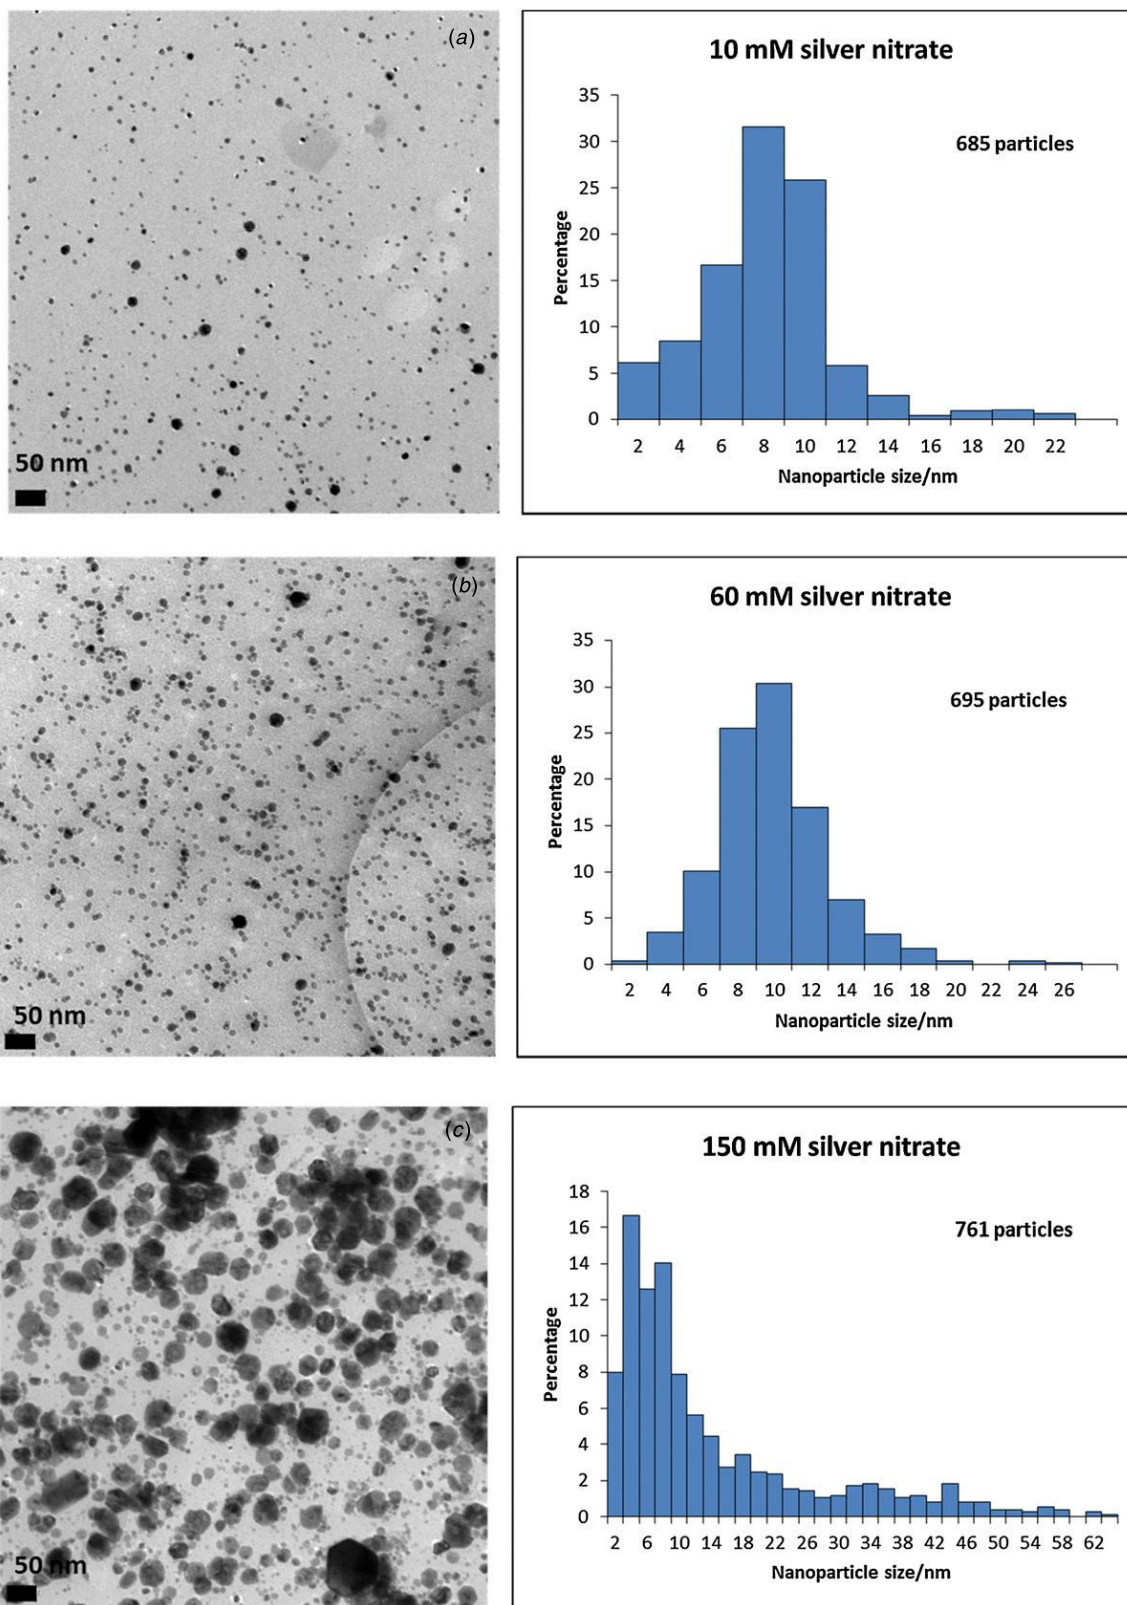 (a)
50 nm
10 mM silver nitrate
685 particles
Percentage
35
30
25
20
15
10
5
0
2 4 6 8 10 12 14 16 18 20 22
Nanoparticle size/nm
(b)
50 nm
60 mM silver nitrate
695 particles
Percentage
35
30
25
20
15
10
5
0
2 4 6 8 10 12 14 16 18 20 22 24 26
Nanoparticle size/nm
(c)
50 nm
150 mM silver nitrate
761 particles
Percentage
18
16
14
12
10
8
6
4
2
0
2 6 10 14 18 22 26 30 34 38 42 46 50 54 58 62
Nanoparticle size/nm